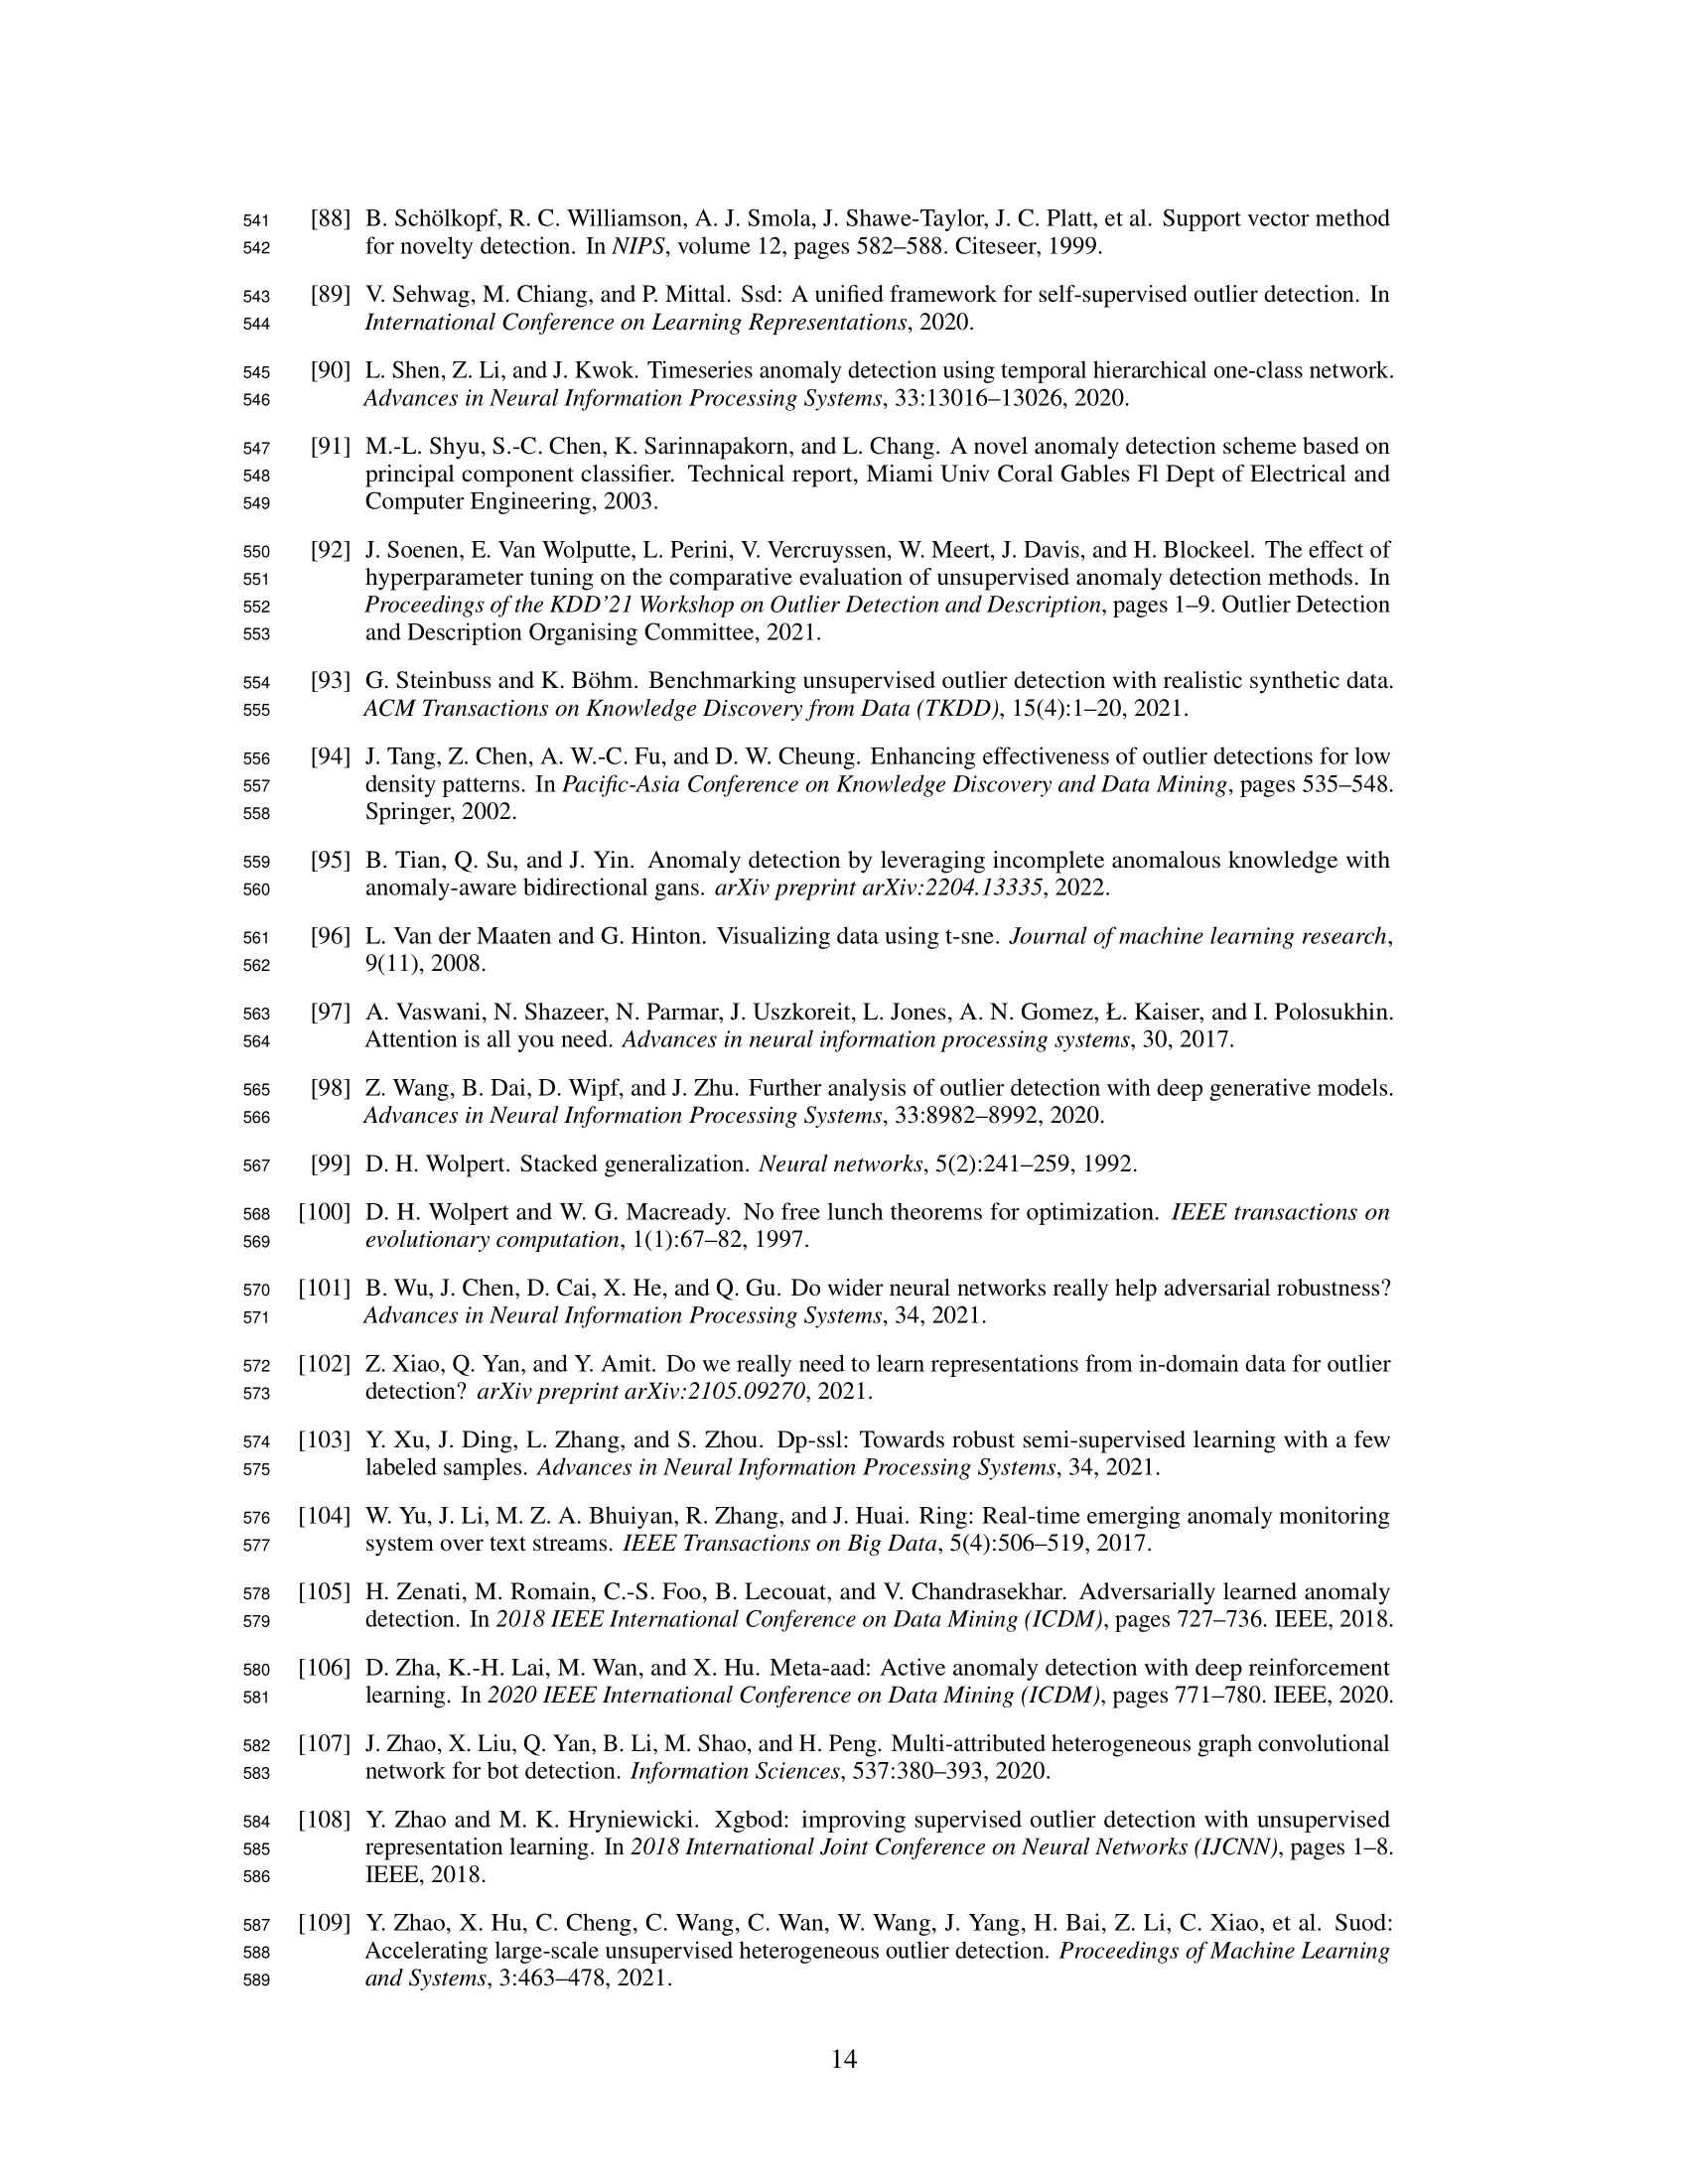 541 [88] B. Schölkopf, R. C. Williamson, A. J. Smola, J. Shawe-Taylor, J. C. Platt, et al. Support vector method
542 for novelty detection. In NIPS, volume 12, pages 582–588. Citeseer, 1999.
543 [89] V. Sehwag, M. Chiang, and P. Mittal. Ssd: A unified framework for self-supervised outlier detection. In
544 International Conference on Learning Representations, 2020.
545 [90] L. Shen, Z. Li, and J. Kwok. Timeseries anomaly detection using temporal hierarchical one-class network.
546 Advances in Neural Information Processing Systems, 33:13016–13026, 2020.
547 [91] M.-L. Shyu, S.-C. Chen, K. Sarinnapakorn, and L. Chang. A novel anomaly detection scheme based on
548 principal component classifier. Technical report, Miami Univ Coral Gables Fl Dept of Electrical and
549 Computer Engineering, 2003.
550 [92] J. Soenen, E. Van Wolputte, L. Perini, V. Vercruyssen, W. Meert, J. Davis, and H. Blockeel. The effect of
551 hyperparameter tuning on the comparative evaluation of unsupervised anomaly detection methods. In
552 Proceedings of the KDD'21 Workshop on Outlier Detection and Description, pages 1–9. Outlier Detection
553 and Description Organising Committee, 2021.
554 [93] G. Steinbuss and K. Böhm. Benchmarking unsupervised outlier detection with realistic synthetic data.
555 ACM Transactions on Knowledge Discovery from Data (TKDD), 15(4):1–20, 2021.
556 [94] J. Tang, Z. Chen, A. W.-C. Fu, and D. W. Cheung. Enhancing effectiveness of outlier detections for low
557 density patterns. In Pacific-Asia Conference on Knowledge Discovery and Data Mining, pages 535–548.
558 Springer, 2002.
559 [95] B. Tian, Q. Su, and J. Yin. Anomaly detection by leveraging incomplete anomalous knowledge with
560 anomaly-aware bidirectional gans. arXiv preprint arXiv:2204.13335, 2022.
561 [96] L. Van der Maaten and G. Hinton. Visualizing data using t-sne. Journal of machine learning research,
562 9(11), 2008.
563 [97] A. Vaswani, N. Shazeer, N. Parmar, J. Uszkoreit, L. Jones, A. N. Gomez, Ł. Kaiser, and I. Polosukhin.
564 Attention is all you need. Advances in neural information processing systems, 30, 2017.
565 [98] Z. Wang, B. Dai, D. Wipf, and J. Zhu. Further analysis of outlier detection with deep generative models.
566 Advances in Neural Information Processing Systems, 33:8982–8992, 2020.
567 [99] D. H. Wolpert. Stacked generalization. Neural networks, 5(2):241–259, 1992.
568 [100] D. H. Wolpert and W. G. Macready. No free lunch theorems for optimization. IEEE transactions on
569 evolutionary computation, 1(1):67–82, 1997.
570 [101] B. Wu, J. Chen, D. Cai, X. He, and Q. Gu. Do wider neural networks really help adversarial robustness?
571 Advances in Neural Information Processing Systems, 34, 2021.
572 [102] Z. Xiao, Q. Yan, and Y. Amit. Do we really need to learn representations from in-domain data for outlier
573 detection? arXiv preprint arXiv:2105.09270, 2021.
574 [103] Y. Xu, J. Ding, L. Zhang, and S. Zhou. Dp-ssl: Towards robust semi-supervised learning with a few
575 labeled samples. Advances in Neural Information Processing Systems, 34, 2021.
576 [104] W. Yu, J. Li, M. Z. A. Bhuiyan, R. Zhang, and J. Huai. Ring: Real-time emerging anomaly monitoring
577 system over text streams. IEEE Transactions on Big Data, 5(4):506–519, 2017.
578 [105] H. Zenati, M. Romain, C.-S. Foo, B. Lecouat, and V. Chandrasekhar. Adversarially learned anomaly
579 detection. In 2018 IEEE International Conference on Data Mining (ICDM), pages 727–736. IEEE, 2018.
580 [106] D. Zha, K.-H. Lai, M. Wan, and X. Hu. Meta-aad: Active anomaly detection with deep reinforcement
581 learning. In 2020 IEEE International Conference on Data Mining (ICDM), pages 771–780. IEEE, 2020.
582 [107] J. Zhao, X. Liu, Q. Yan, B. Li, M. Shao, and H. Peng. Multi-attributed heterogeneous graph convolutional
583 network for bot detection. Information Sciences, 537:380–393, 2020.
584 [108] Y. Zhao and M. K. Hryniewicki. Xgbod: improving supervised outlier detection with unsupervised
585 representation learning. In 2018 International Joint Conference on Neural Networks (IJCNN), pages 1–8.
586 IEEE, 2018.
587 [109] Y. Zhao, X. Hu, C. Cheng, C. Wang, C. Wan, W. Wang, J. Yang, H. Bai, Z. Li, C. Xiao, et al. Suod:
588 Accelerating large-scale unsupervised heterogeneous outlier detection. Proceedings of Machine Learning
589 and Systems, 3:463–478, 2021.
14